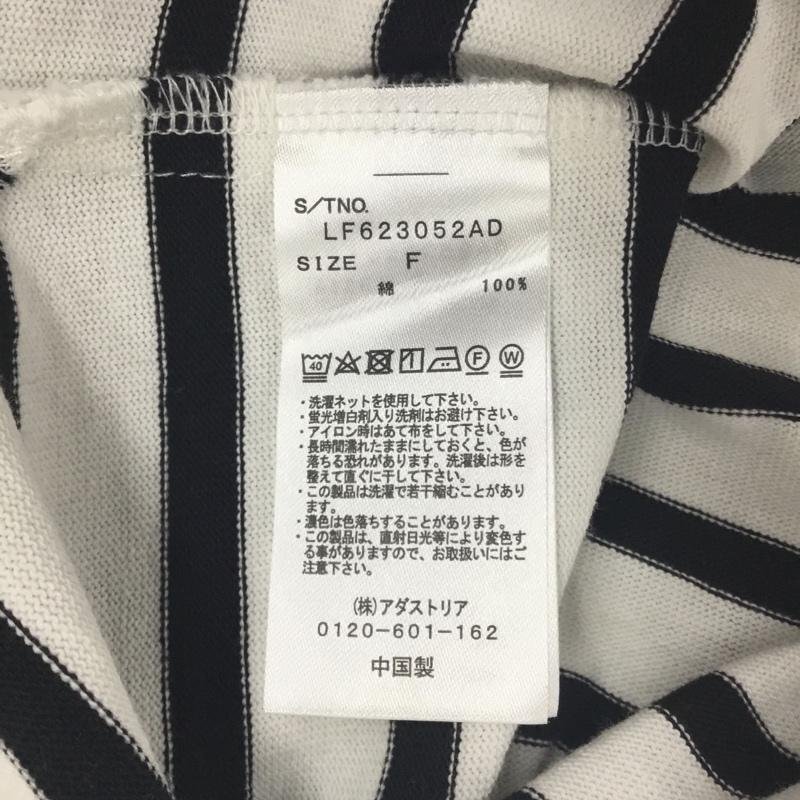 S/TNO.
LF623052AD
SIZE F
綿 100%
40 F W
・洗濯ネットを使用して下さい。
・蛍光増白剤入り洗剤はお避け下さい。
・アイロン時はあて布をして下さい。
・長時間濡れたままにしておくと、色が
落ちる恐れがあります。洗濯後は形を
整えて直ぐに干して下さい。
・この製品は洗濯で若干縮むことがあり
ます。
・濃色は色落ちすることがあります。
・この製品は、直射日光等により変色す
る事がありますので、お取扱いにはご
注意下さい。
(株)アダストリア
0120-601-162
中国製